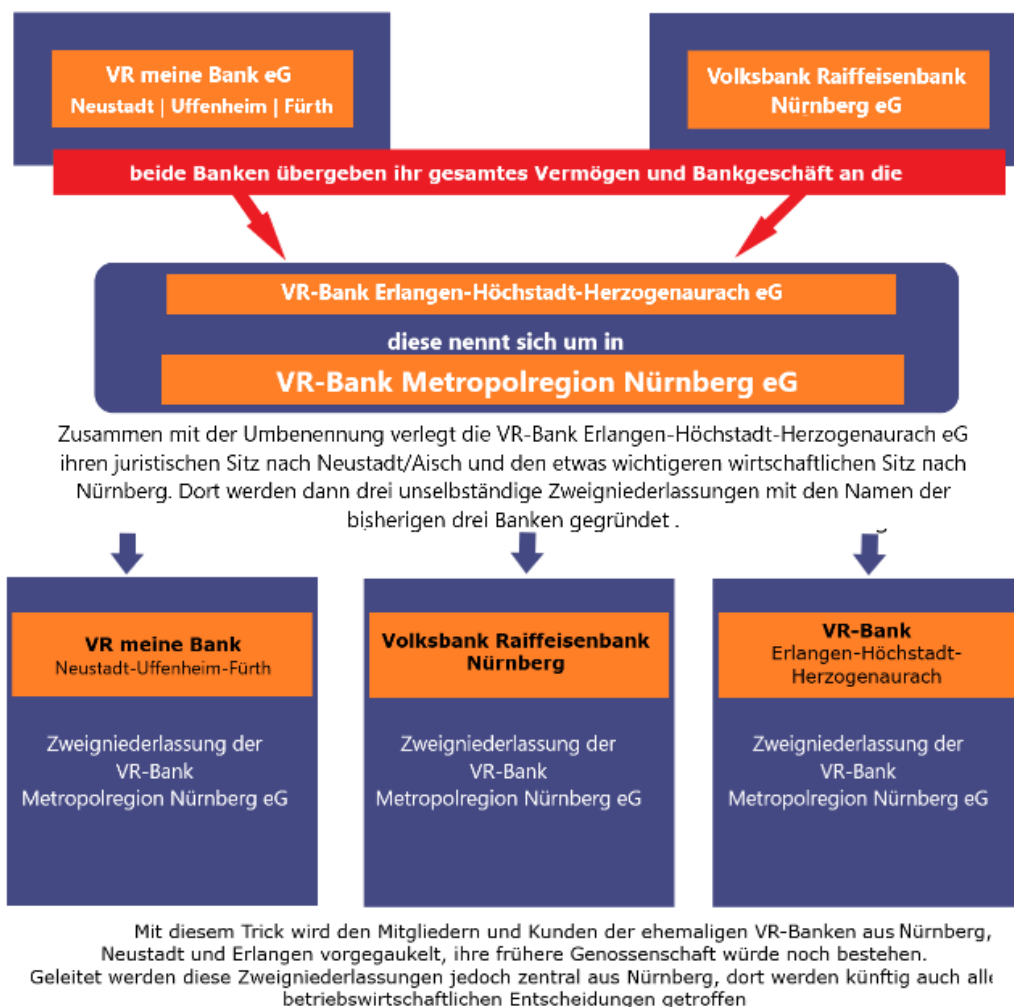 VR meine Bank eG
Neustadt | Uffenheim | Fürth
Volksbank Raiffeisenbank
Nürnberg eG
beide Banken übergeben ihr gesamtes Vermögen und Bankgeschäft an die
VR-Bank Erlangen-Höchstadt-Herzogenaurach eG
diese nennt sich um in
VR-Bank Metropolregion Nürnberg eG
Zusammen mit der Umbenennung verlegt die VR-Bank Erlangen-Höchstadt-Herzogenaurach eG
ihren juristischen Sitz nach Neustadt/Aisch und den etwas wichtigeren wirtschaftlichen Sitz nach
Nürnberg. Dort werden dann drei unselbständige Zweigniederlassungen mit den Namen der
bisherigen drei Banken gegründet .
VR meine Bank
Neustadt-Uffenheim-Fürth
Zweigniederlassung der
VR-Bank
Metropolregion Nürnberg eG
Volksbank Raiffeisenbank
Nürnberg
Zweigniederlassung der
VR-Bank
Metropolregion Nürnberg eG
VR-Bank
Erlangen-Höchstadt-
Herzogenaurach
Zweigniederlassung der
VR-Bank
Metropolregion Nürnberg eG
Mit diesem Trick wird den Mitgliedern und Kunden der ehemaligen VR-Banken aus Nürnberg,
Neustadt und Erlangen vorgegaukelt, ihre frühere Genossenschaft würde noch bestehen.
Geleitet werden diese Zweigniederlassungen jedoch zentral aus Nürnberg, dort werden künftig auch alle
betriebswirtschaftlichen Entscheidungen getroffen